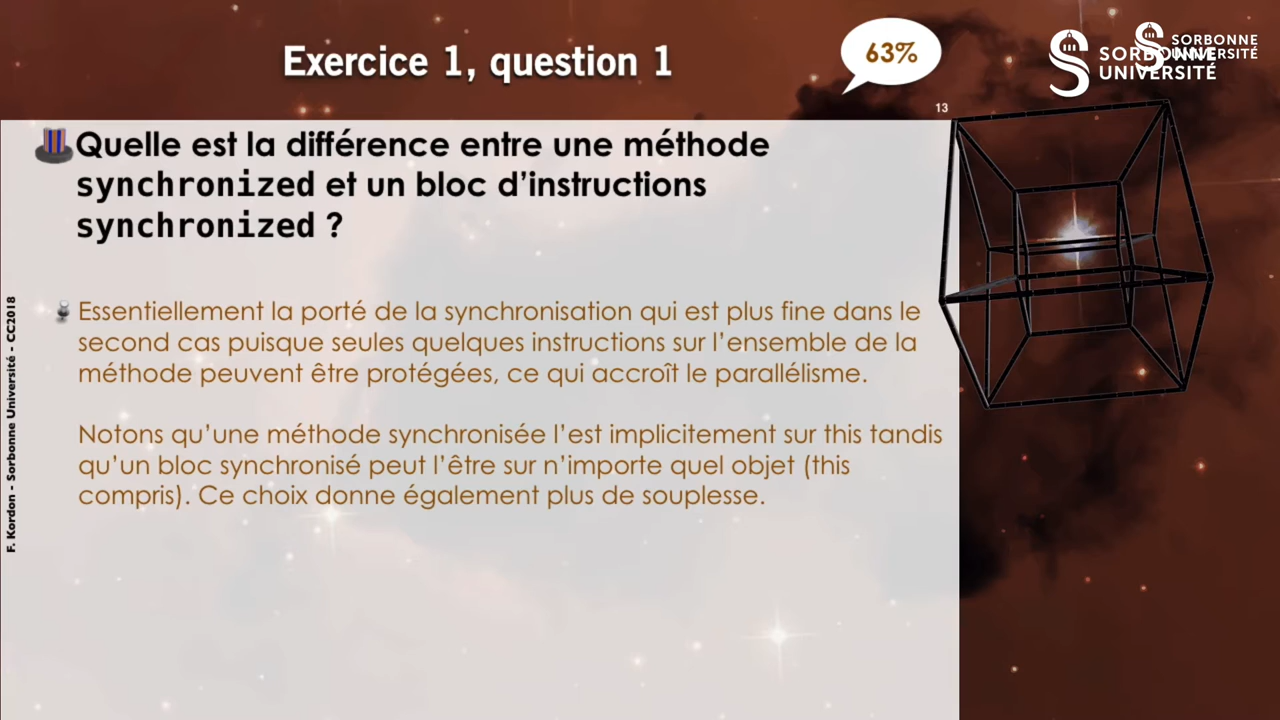 Exercice 1, question 1
63%
SORBONNE
UNIVERSITÉ
SORBONNE
UNIVERSITÉ
13
Quelle est la différence entre une méthode
synchronized et un bloc d’instructions
synchronized ?
Essentiellement la porté de la synchronisation qui est plus fine dans le
second cas puisque seules quelques instructions sur l’ensemble de la
méthode peuvent être protégées, ce qui accroît le parallélisme.
Notons qu’une méthode synchronisée l’est implicitement sur this tandis
qu’un bloc synchronisé peut l’être sur n’importe quel objet (this
compris). Ce choix donne également plus de souplesse.
F. Kordon - Sorbonne Université - CC2018